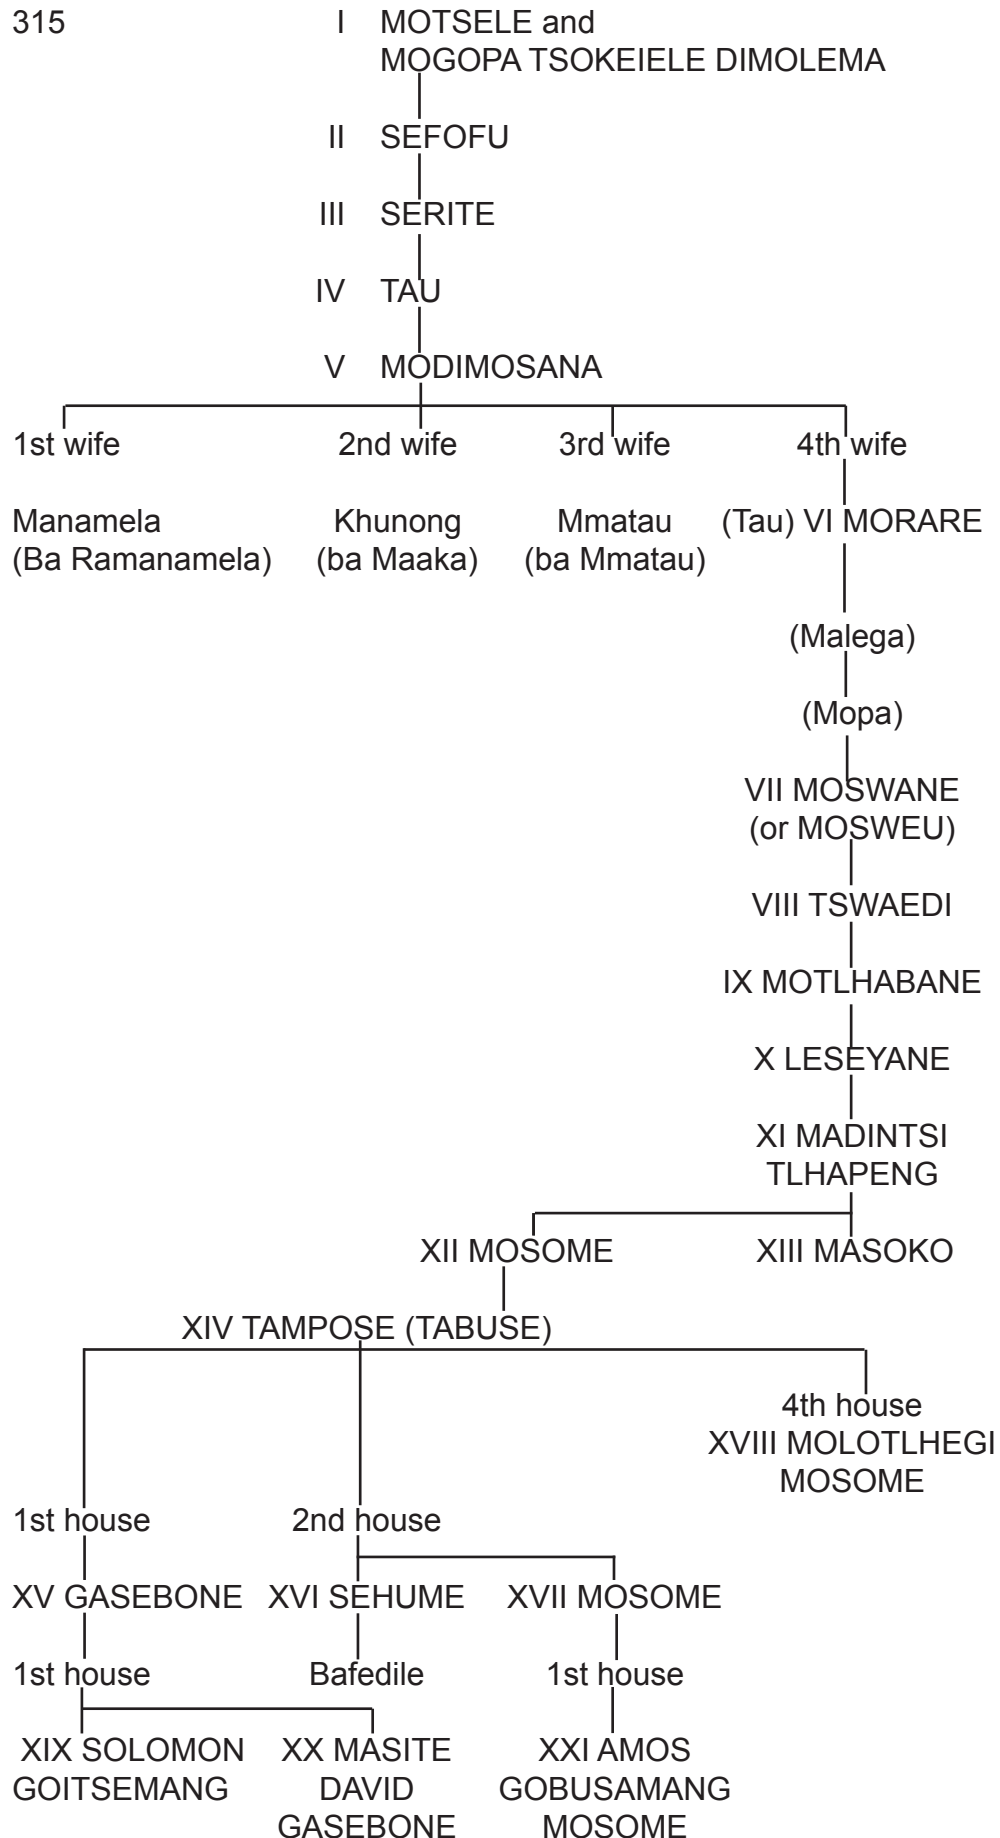 315 I MOTSELE and
MOGOPA TSOKEIELE DIMOLEMA
II SEFOFU
III SERITE
IV TAU
V MODIMOSANA
1st wife 2nd wife 3rd wife 4th wife
Manamela Khunong Mmatau (Tau) VI MORARE
(Ba Ramanamela) (ba Maaka) (ba Mmatau)
(Malega)
(Mopa)
VII MOSWANE
(or MOSWEU)
VIII TSWAEDI
IX MOTLHABANE
X LESEYANE
XI MADINTSI
TLHAPENG
XII MOSOME XIII MASOKO
XIV TAMPOSE (TABUSE)
4th house
XVIII MOLOTLHEGI
MOSOME
1st house 2nd house
XV GASEBONE XVI SEHUME XVII MOSOME
1st house Bafedile 1st house
XIX SOLOMON XX MASITE XXI AMOS
GOITSEMANG DAVID GOBUSAMANG
GASEBONE MOSOME